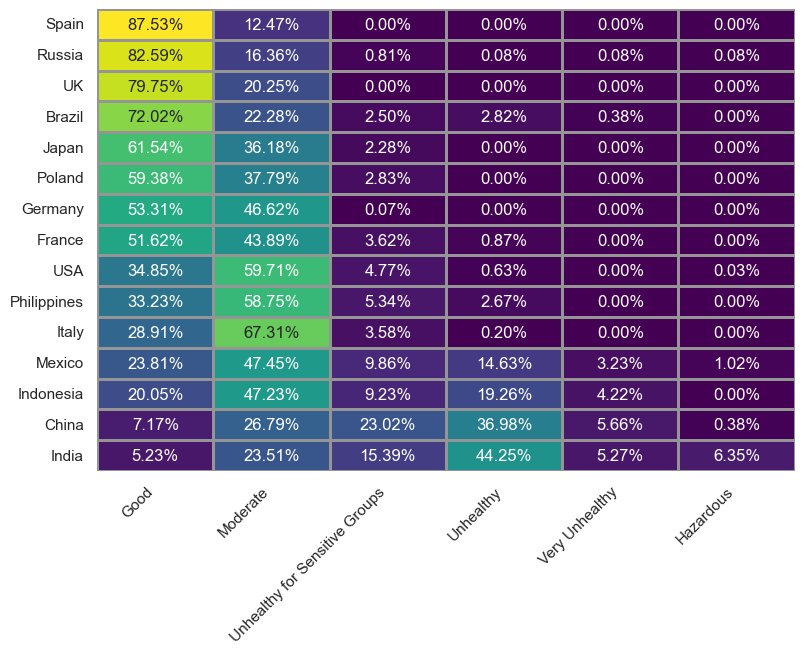 Spain 87.53% 12.47% 0.00% 0.00% 0.00% 0.00%
Russia 82.59% 16.36% 0.81% 0.08% 0.08% 0.08%
UK 79.75% 20.25% 0.00% 0.00% 0.00% 0.00%
Brazil 72.02% 22.28% 2.50% 2.82% 0.38% 0.00%
Japan 61.54% 36.18% 2.28% 0.00% 0.00% 0.00%
Poland 59.38% 37.79% 2.83% 0.00% 0.00% 0.00%
Germany 53.31% 46.62% 0.07% 0.00% 0.00% 0.00%
France 51.62% 43.89% 3.62% 0.87% 0.00% 0.00%
USA 34.85% 59.71% 4.77% 0.63% 0.00% 0.03%
Philippines 33.23% 58.75% 5.34% 2.67% 0.00% 0.00%
Italy 28.91% 67.31% 3.58% 0.20% 0.00% 0.00%
Mexico 23.81% 47.45% 9.86% 14.63% 3.23% 1.02%
Indonesia 20.05% 47.23% 9.23% 19.26% 4.22% 0.00%
China 7.17% 26.79% 23.02% 36.98% 5.66% 0.38%
India 5.23% 23.51% 15.39% 44.25% 5.27% 6.35%
Good
Moderate
Unhealthy for Sensitive Groups
Unhealthy
Very Unhealthy
Hazardous